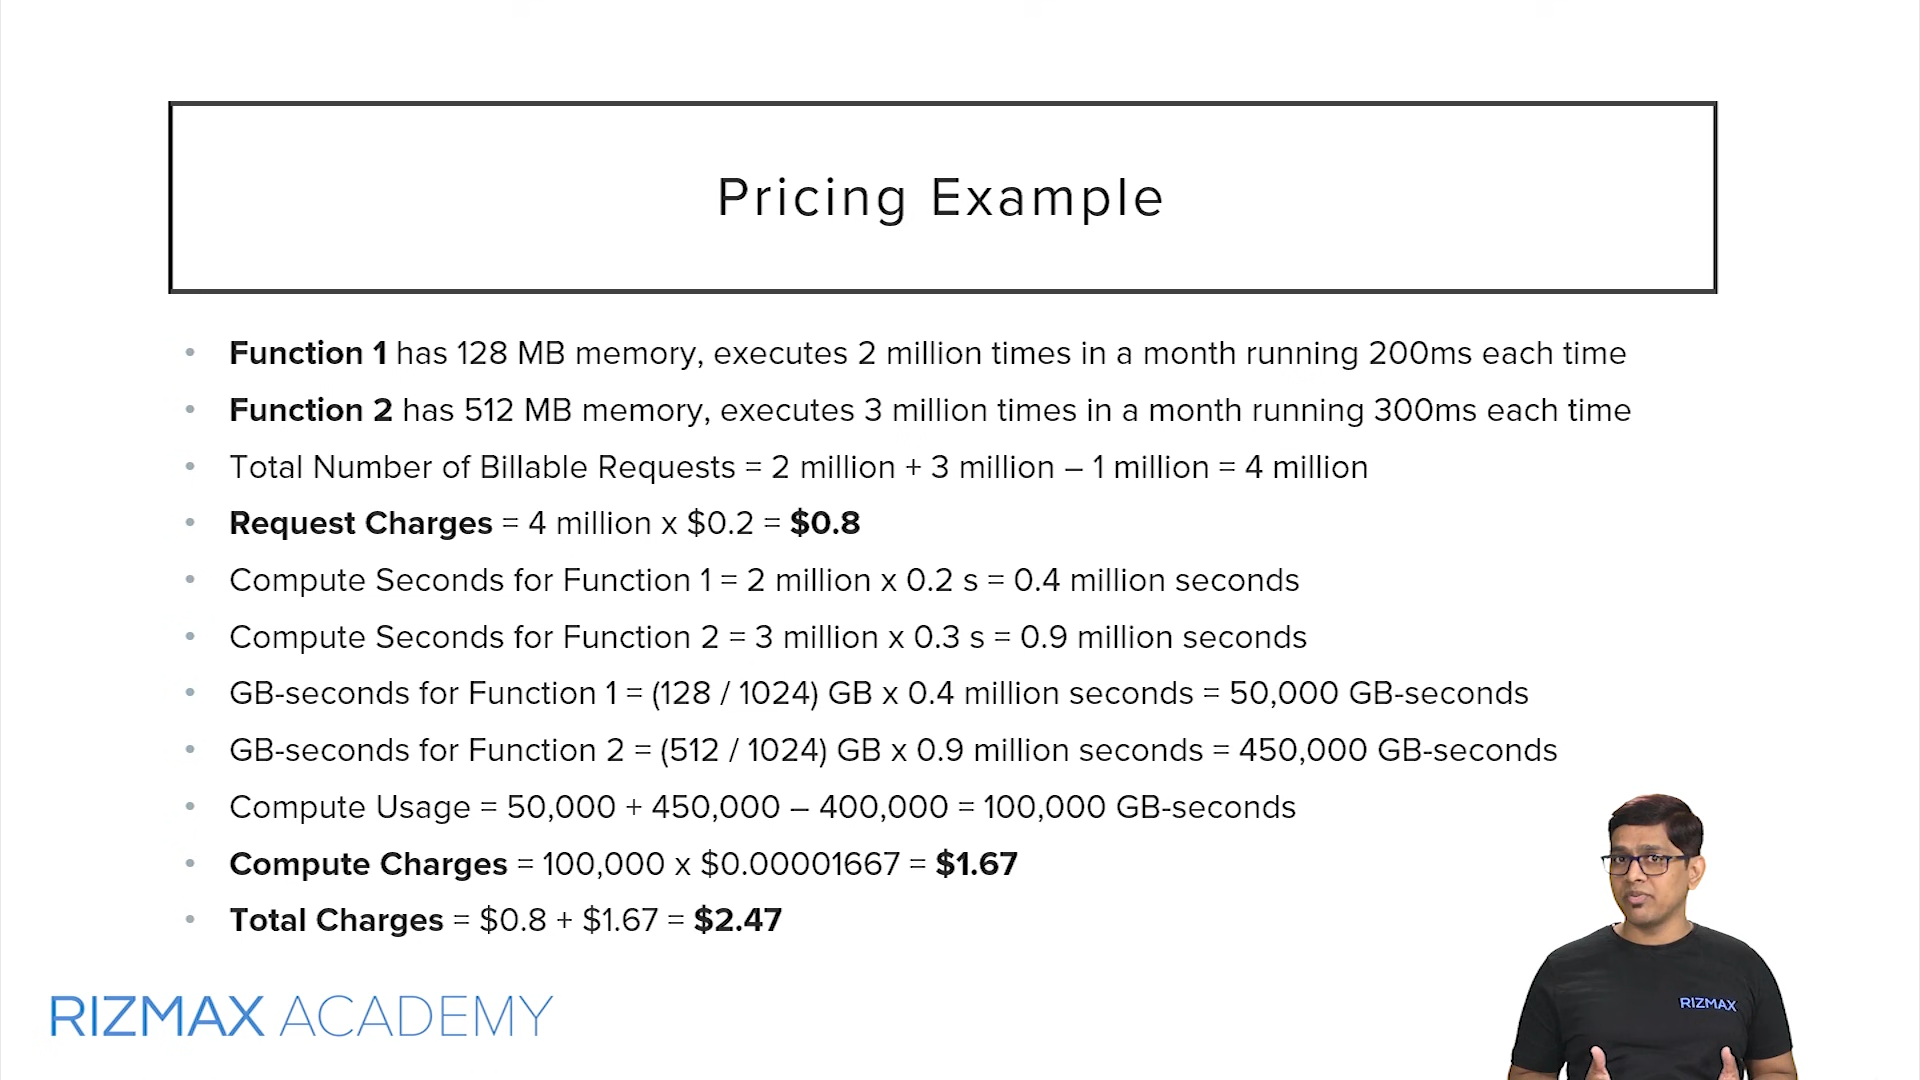 Pricing Example
• Function 1 has 128 MB memory, executes 2 million times in a month running 200ms each time
• Function 2 has 512 MB memory, executes 3 million times in a month running 300ms each time
• Total Number of Billable Requests = 2 million + 3 million – 1 million = 4 million
• Request Charges = 4 million x $0.2 = $0.8
• Compute Seconds for Function 1 = 2 million x 0.2 s = 0.4 million seconds
• Compute Seconds for Function 2 = 3 million x 0.3 s = 0.9 million seconds
• GB-seconds for Function 1 = (128 / 1024) GB x 0.4 million seconds = 50,000 GB-seconds
• GB-seconds for Function 2 = (512 / 1024) GB x 0.9 million seconds = 450,000 GB-seconds
• Compute Usage = 50,000 + 450,000 – 400,000 = 100,000 GB-seconds
• Compute Charges = 100,000 x $0.00001667 = $1.67
• Total Charges = $0.8 + $1.67 = $2.47
RIZMAX ACADEMY
RIZMAX